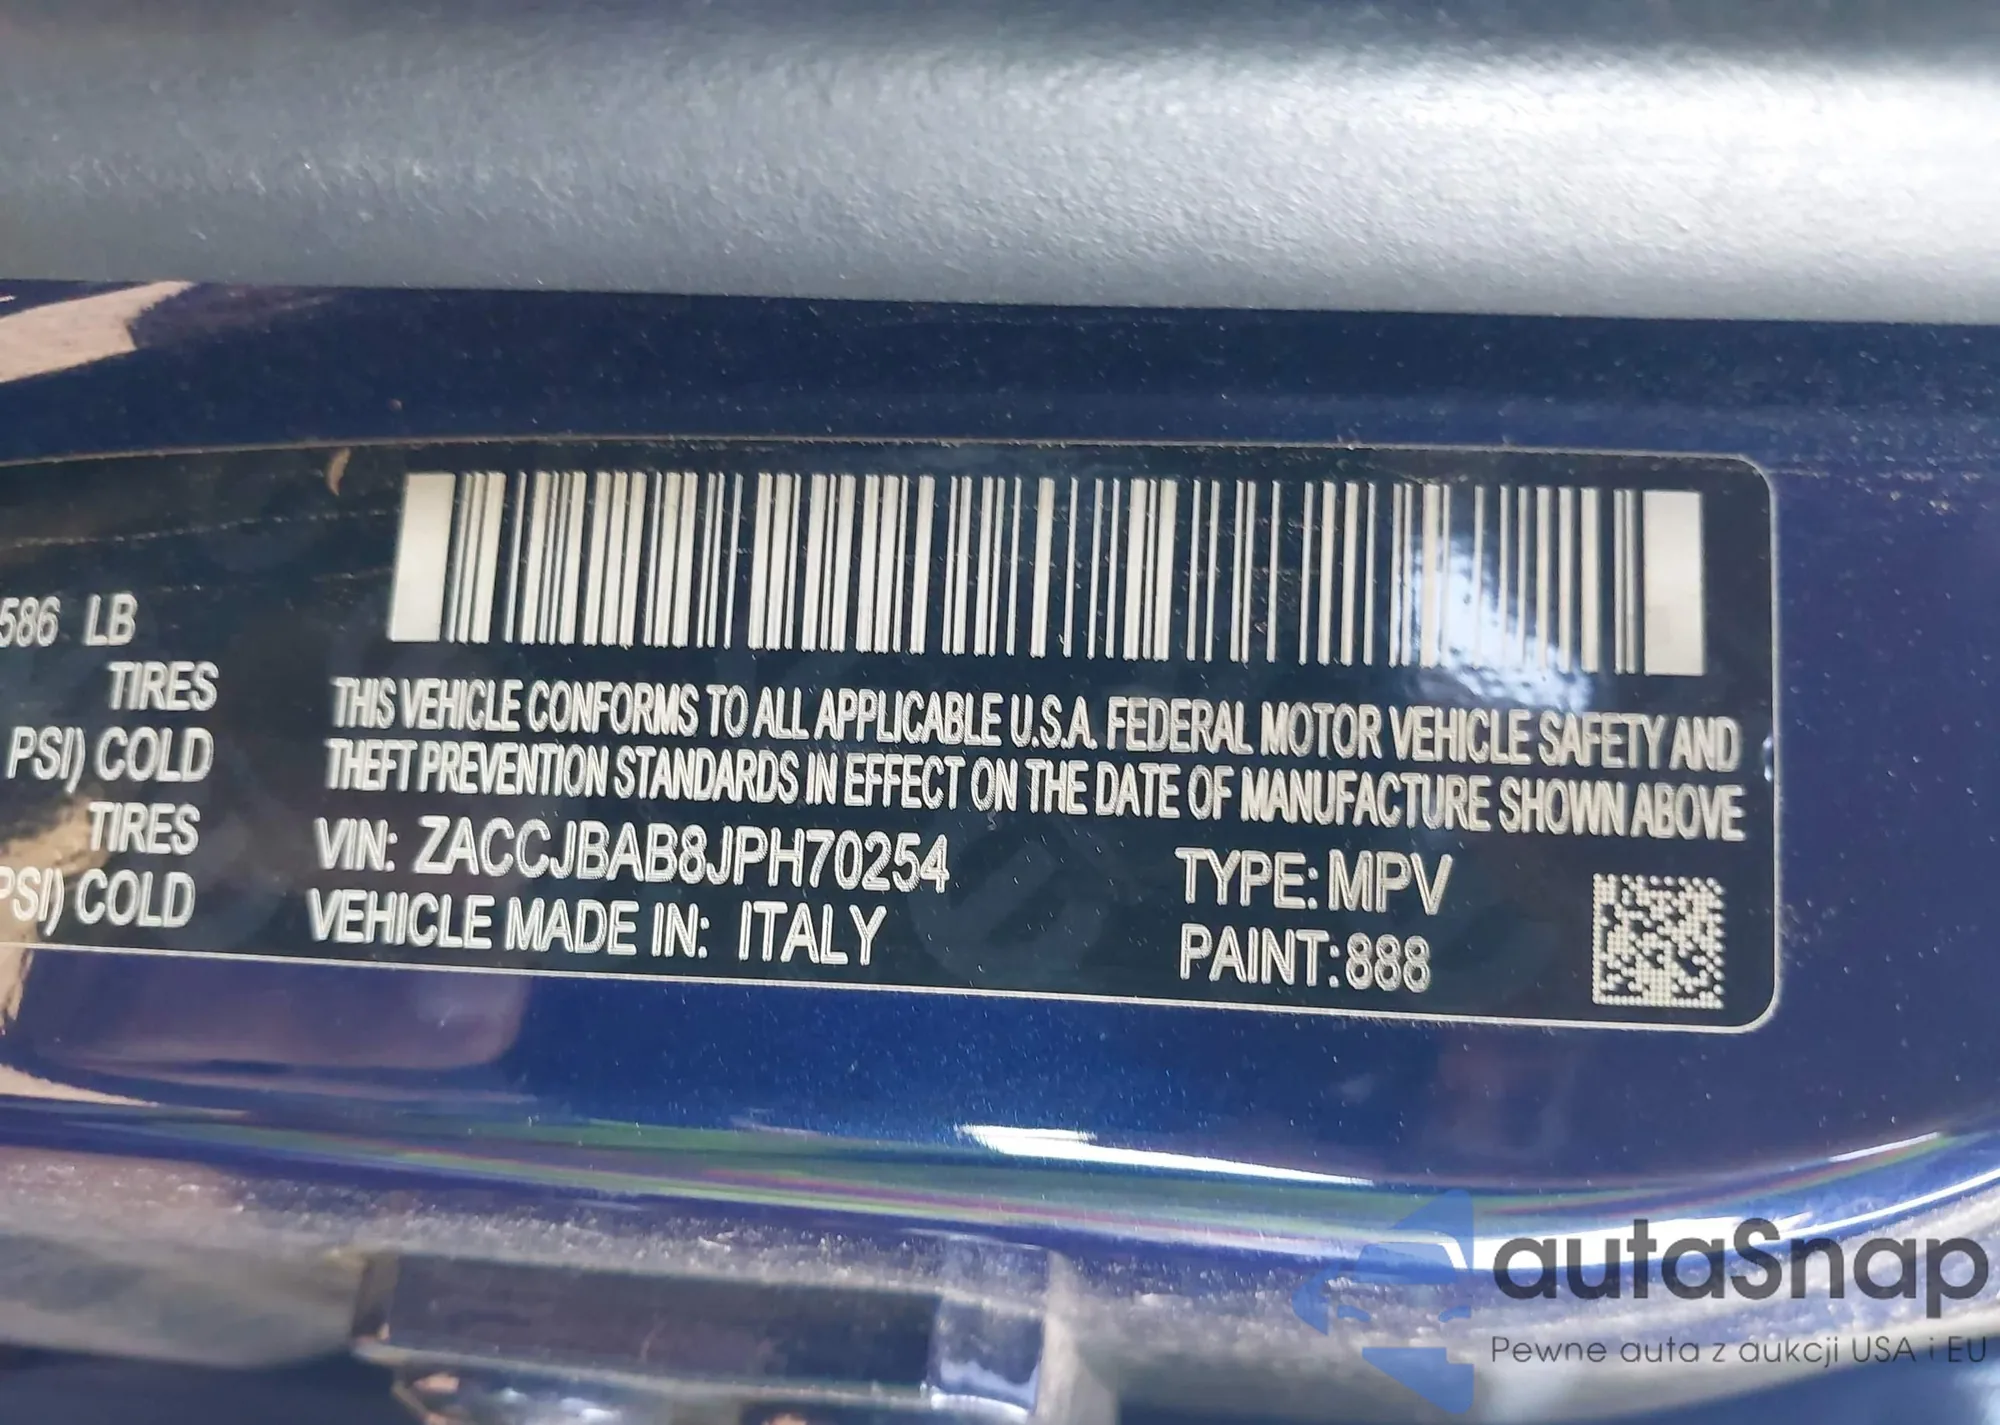 586 LB
TIRES
PSI) COLD
TIRES
PSI) COLD
THIS VEHICLE CONFORMS TO ALL APPLICABLE U.S.A. FEDERAL MOTOR VEHICLE SAFETY AND
THEFT PREVENTION STANDARDS IN EFFECT ON THE DATE OF MANUFACTURE SHOWN ABOVE
VIN: ZACCJBAB8JPH70254
TYPE: MPV
VEHICLE MADE IN: ITALY
PAINT: 888
autaSnap
Pewne auta z aukcji USA i EU